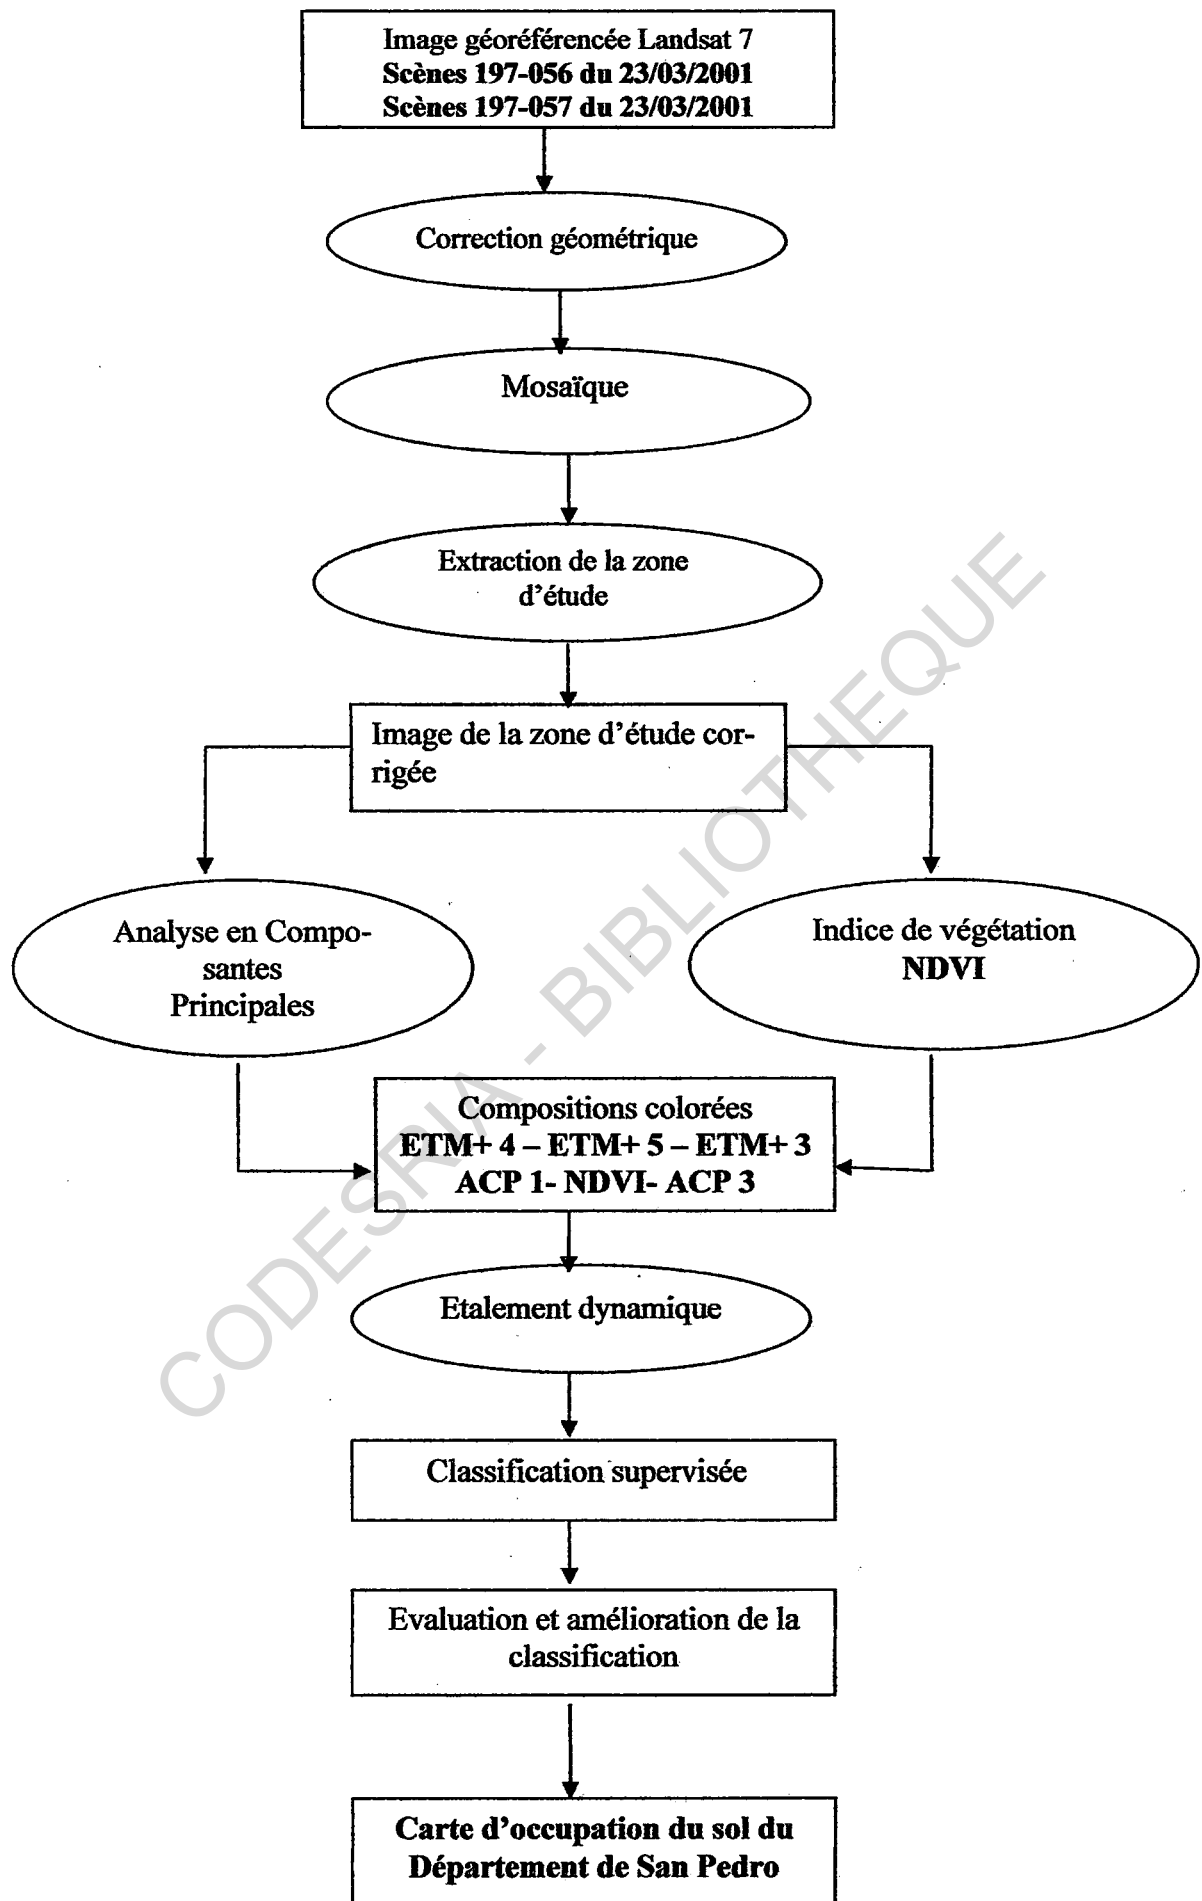 Image géoréférencée Landsat 7
Scènes 197-056 du 23/03/2001
Scènes 197-057 du 23/03/2001
Correction géométrique
Mosaïque
Extraction de la zone
d'étude
Image de la zone d'étude cor-
rigée
Analyse en Compo-
santes
Principales
Indice de végétation
NDVI
Compositions colorées
ETM+ 4 – ETM+ 5 – ETM+ 3
ACP 1- NDVI- ACP 3
Etalement dynamique
Classification supervisée
Evaluation et amélioration de la
classification
Carte d'occupation du sol du
Département de San Pedro
CODESRIA - BIBLIOTHEQUE